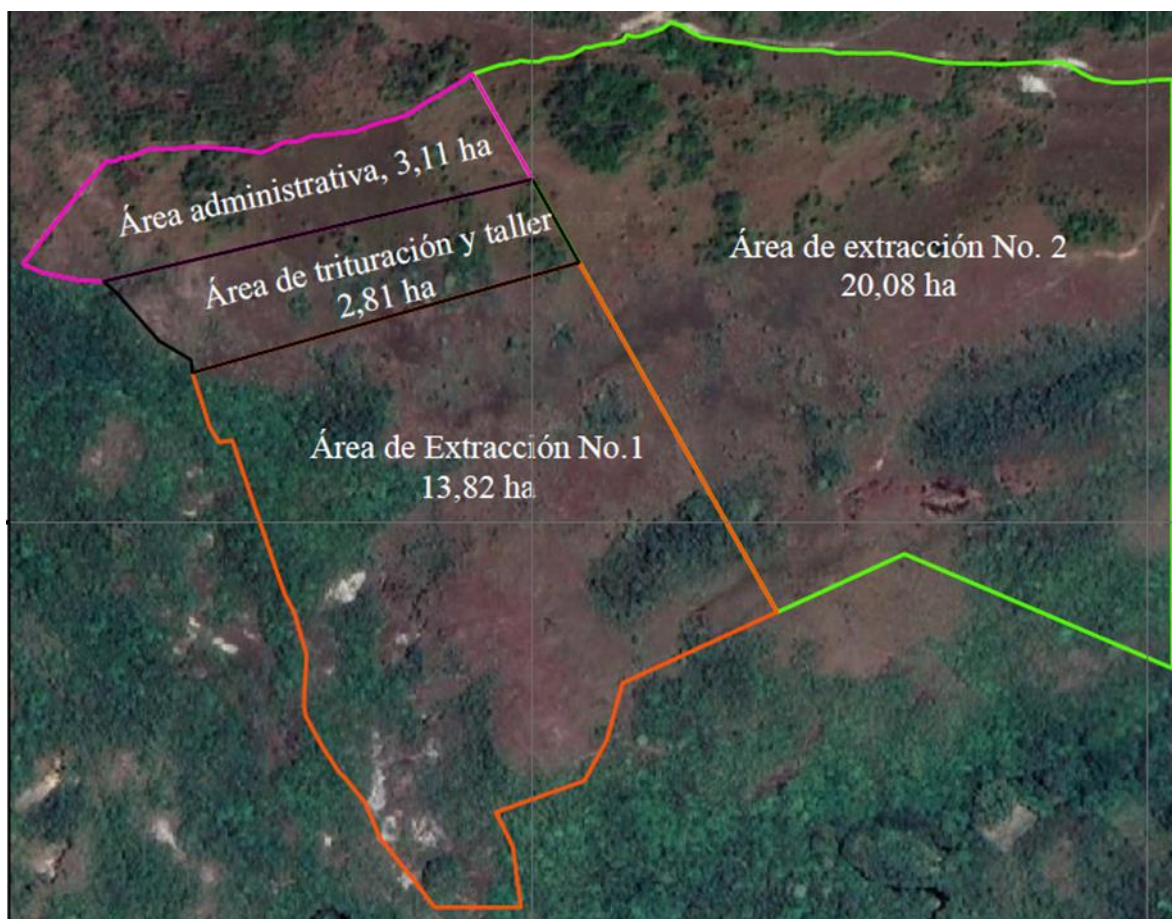 Área administrativa, 3,11 ha
Área de trituración y taller
2,81 ha
Área de extracción No. 2
20,08 ha
Área de Extracción No.1
13,82 ha